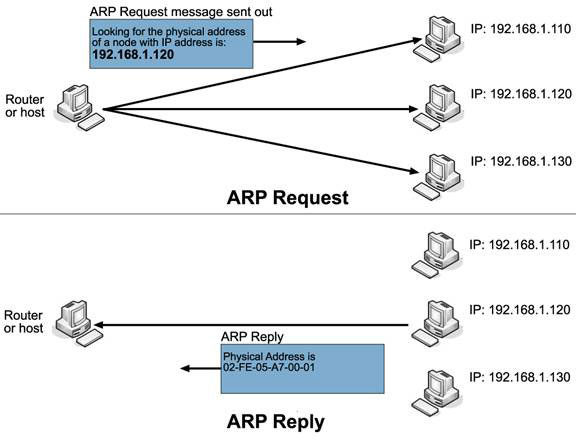 ARP Request message sent out
Looking for the physical address
of a node with IP address is:
192.168.1.120
IP: 192.168.1.110
Router
or host
IP: 192.168.1.120
IP: 192.168.1.130
ARP Request
IP: 192.168.1.110
Router
or host
IP: 192.168.1.120
ARP Reply
Physical Address is
02-FE-05-A7-00-01
IP: 192.168.1.130
ARP Reply